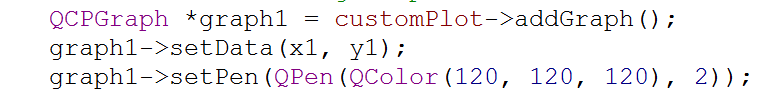 QCPGraph *graph1 = customPlot->addGraph();
graph1->setData(x1, y1);
graph1->setPen(QPen(QColor(120, 120, 120), 2));